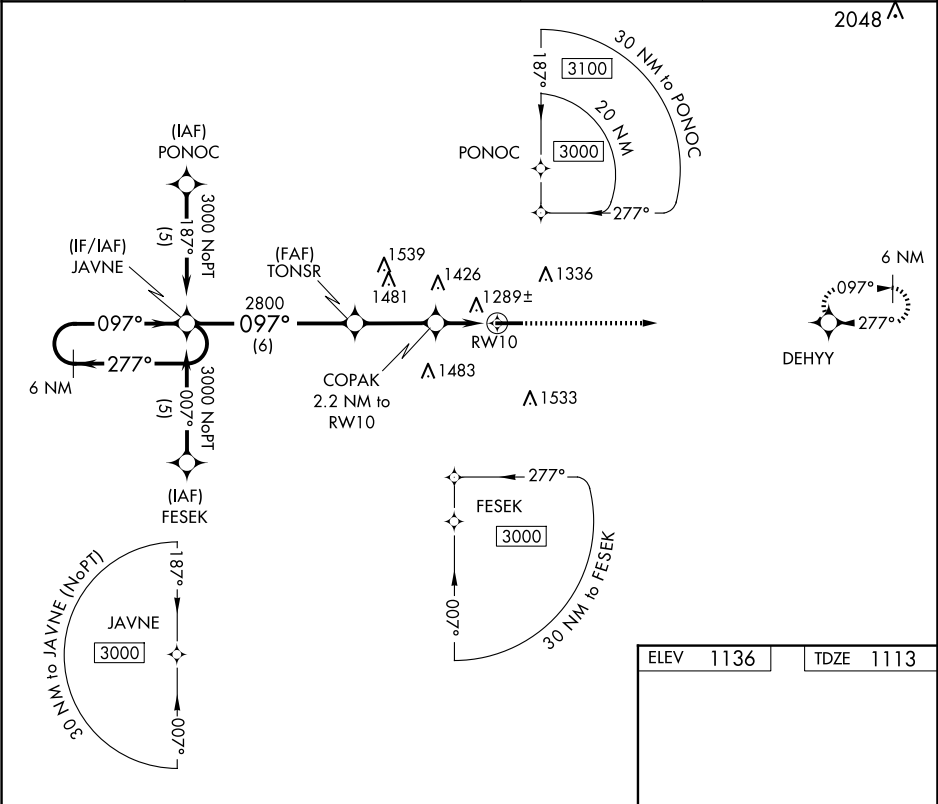 2048
30 NM to PONOC
187°
3100
20 NM
PONOC
3000
277°
(IAF)
PONOC
3000 NoPT
187°
(5)
(IF/IAF)
JAVNE
(FAF)
TONSR
1539
1481
1426
1336
1289±
6 NM
097°
277°
DEHYY
097°
2800
097°
(6)
RW10
277°
6 NM
COPAK
2.2 NM to
RW10
1483
1533
3000 NoPT
007°
(5)
(IAF)
FESEK
277°
FESEK
3000
007°
30 NM to FESEK
30 NM to JAVNE (NoPT)
187°
JAVNE
3000
007°
ELEV 1136
TDZE 1113